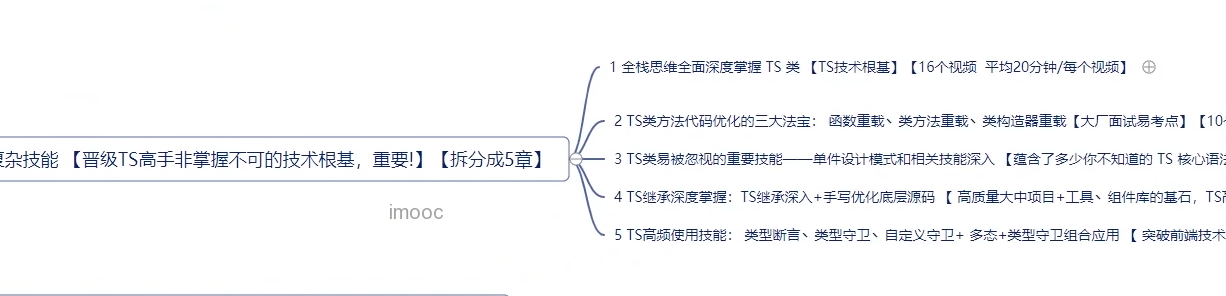 1 全栈思维全面深度掌握 TS 类 【TS技术根基】【16个视频 平均20分钟/每个视频】
2 TS类方法代码优化的三大法宝： 函数重载、类方法重载、类构造器重载【大厂面试易考点】【10
杂技能 【晋级TS高手非掌握不可的技术根基，重要!】【拆分成5章】
3 TS类易被忽视的重要技能——单件设计模式和相关技能深入 【蕴含了多少你不知道的 TS 核心语法
4 TS继承深度掌握：TS继承深入+手写优化底层源码 【 高质量大中项目+工具、组件库的基石，TS
imooc
5 TS高频使用技能： 类型断言、类型守卫、自定义守卫+ 多态+类型守卫组合应用 【 突破前端技术